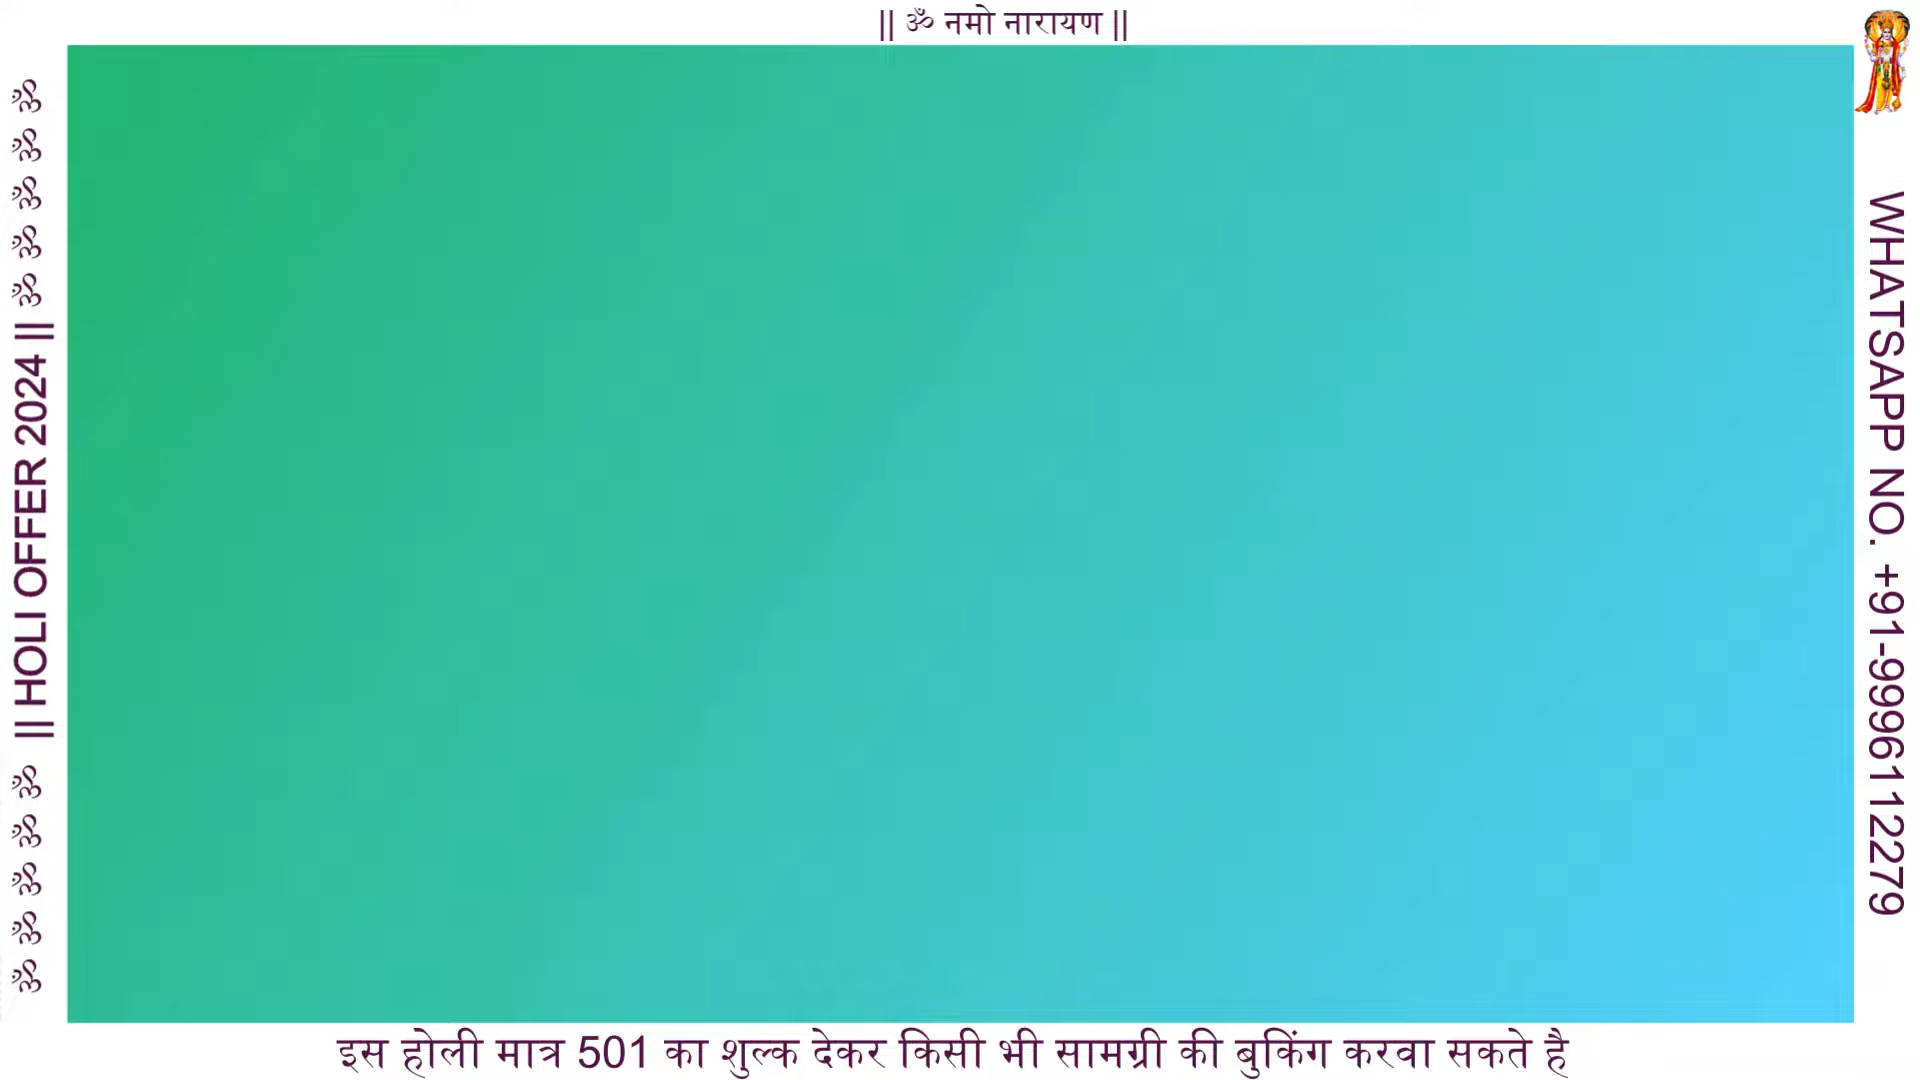 || ॐ नमो नारायण ||
ॐ ॐ ॐ ॐ ॐ || HOLI OFFER 2024 || ॐ ॐ ॐ ॐ ॐ
WHATSAPP NO. +91-9996112279
इस होली मात्र 501 का शुल्क देकर किसी भी सामग्री की बुकिंग करवा सकते है